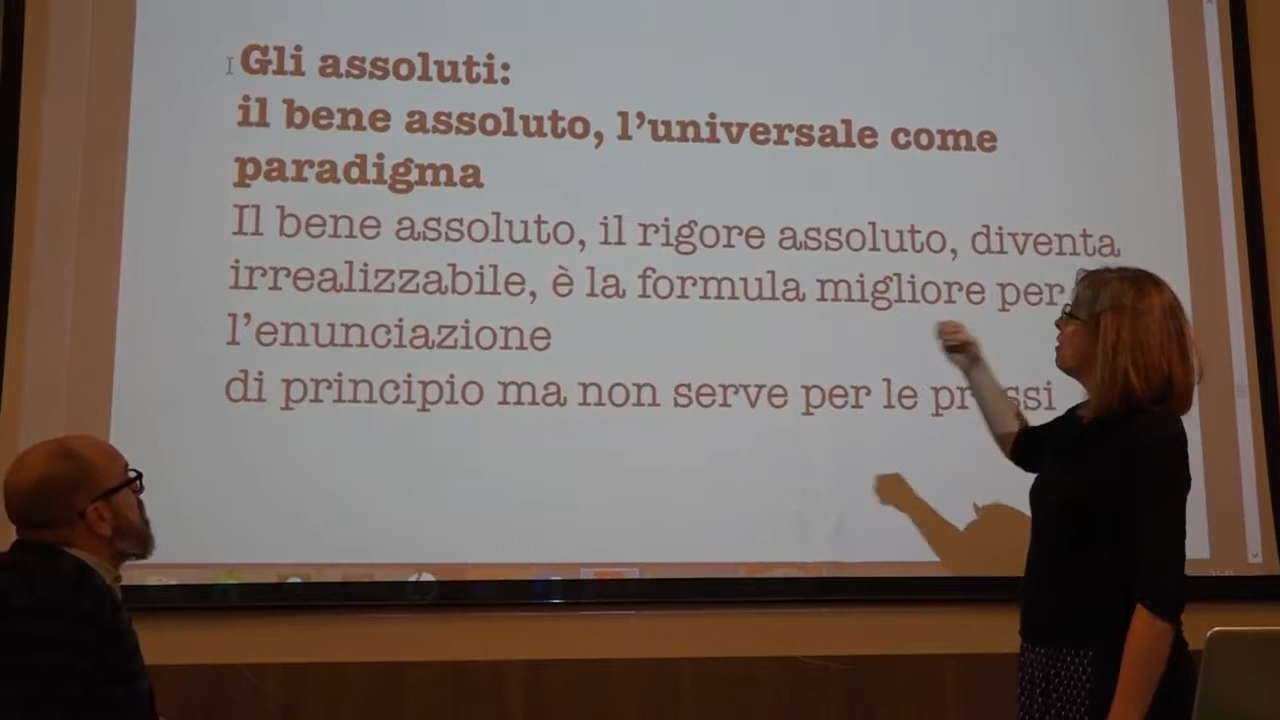 Gli assoluti:
il bene assoluto, l'universale come
paradigma
Il bene assoluto, il rigore assoluto, diventa
irrealizzabile, è la formula migliore per
l'enunciazione
di principio ma non serve per le